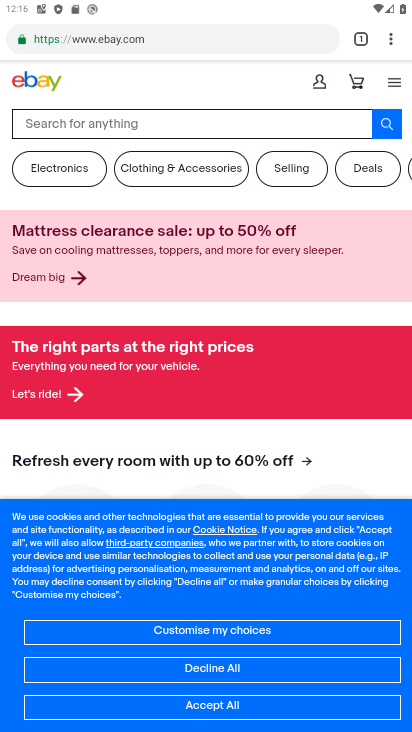 12:16
https://www.ebay.com
1
ebay
Search for anything
Electronics
Clothing & Accessories
Selling
Deals
Mattress clearance sale: up to 50% off
Save on cooling mattresses, toppers, and more for every sleeper.
Dream big
The right parts at the right prices
Everything you need for your vehicle.
Let's ride!
Refresh every room with up to 60% off
We use cookies and other technologies that are essential to provide you our services
and site functionality, as described in our Cookie Notice. If you agree and click "Accept
all", we will also allow third-party companies, who we partner with, to store cookies on
your device and use similar technologies to collect and use your personal data (e.g., IP
address) for advertising personalisation, measurement and analytics, on and off our sites.
You may decline consent by clicking "Decline all" or make granular choices by clicking
"Customise my choices".
Customise my choices
Decline All
Accept All